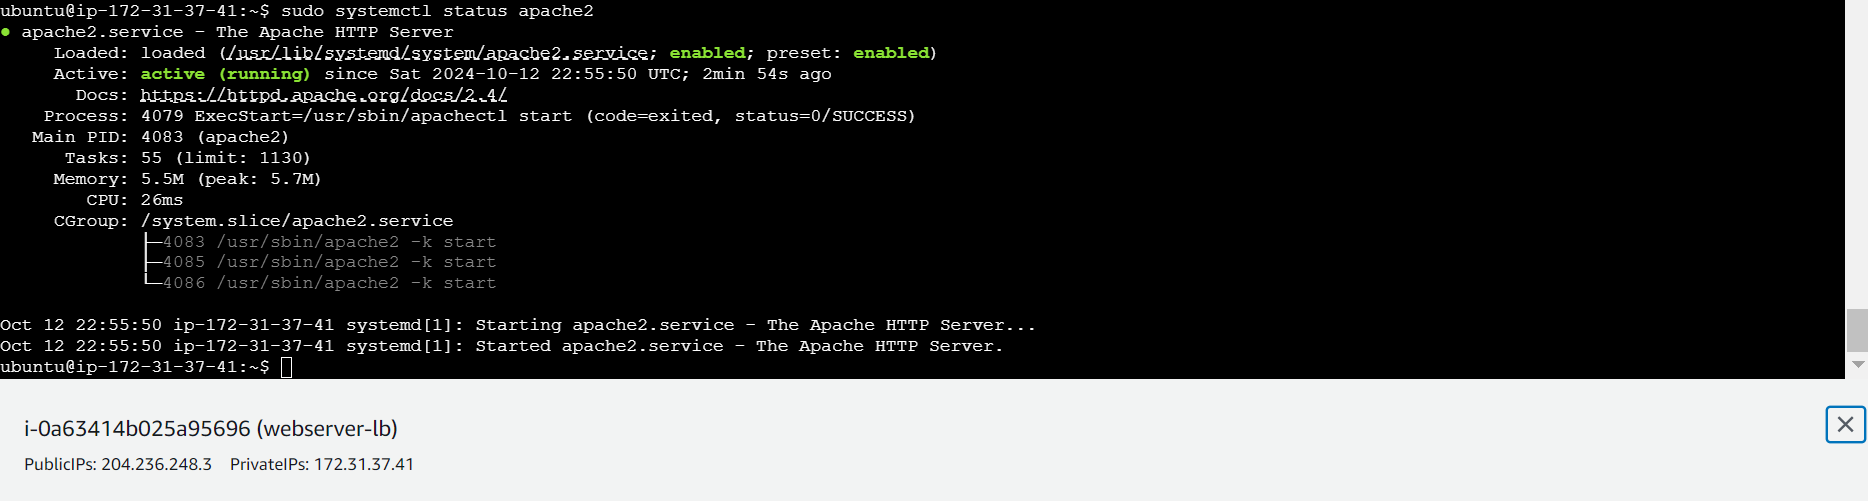 ubuntu@ip-172-31-37-41:~$ sudo systemctl status apache2
● apache2.service - The Apache HTTP Server
     Loaded: loaded (/usr/lib/systemd/system/apache2.service; enabled; preset: enabled)
     Active: active (running) since Sat 2024-10-12 22:55:50 UTC; 2min 54s ago
       Docs: https://httpd.apache.org/docs/2.4/
    Process: 4079 ExecStart=/usr/sbin/apachectl start (code=exited, status=0/SUCCESS)
   Main PID: 4083 (apache2)
      Tasks: 55 (limit: 1130)
     Memory: 5.5M (peak: 5.7M)
        CPU: 26ms
     CGroup: /system.slice/apache2.service
             ├─4083 /usr/sbin/apache2 -k start
             ├─4085 /usr/sbin/apache2 -k start
             └─4086 /usr/sbin/apache2 -k start
Oct 12 22:55:50 ip-172-31-37-41 systemd[1]: Starting apache2.service - The Apache HTTP Server...
Oct 12 22:55:50 ip-172-31-37-41 systemd[1]: Started apache2.service - The Apache HTTP Server.
ubuntu@ip-172-31-37-41:~$
i-0a63414b025a95696 (webserver-lb)
PublicIPs: 204.236.248.3 PrivateIPs: 172.31.37.41